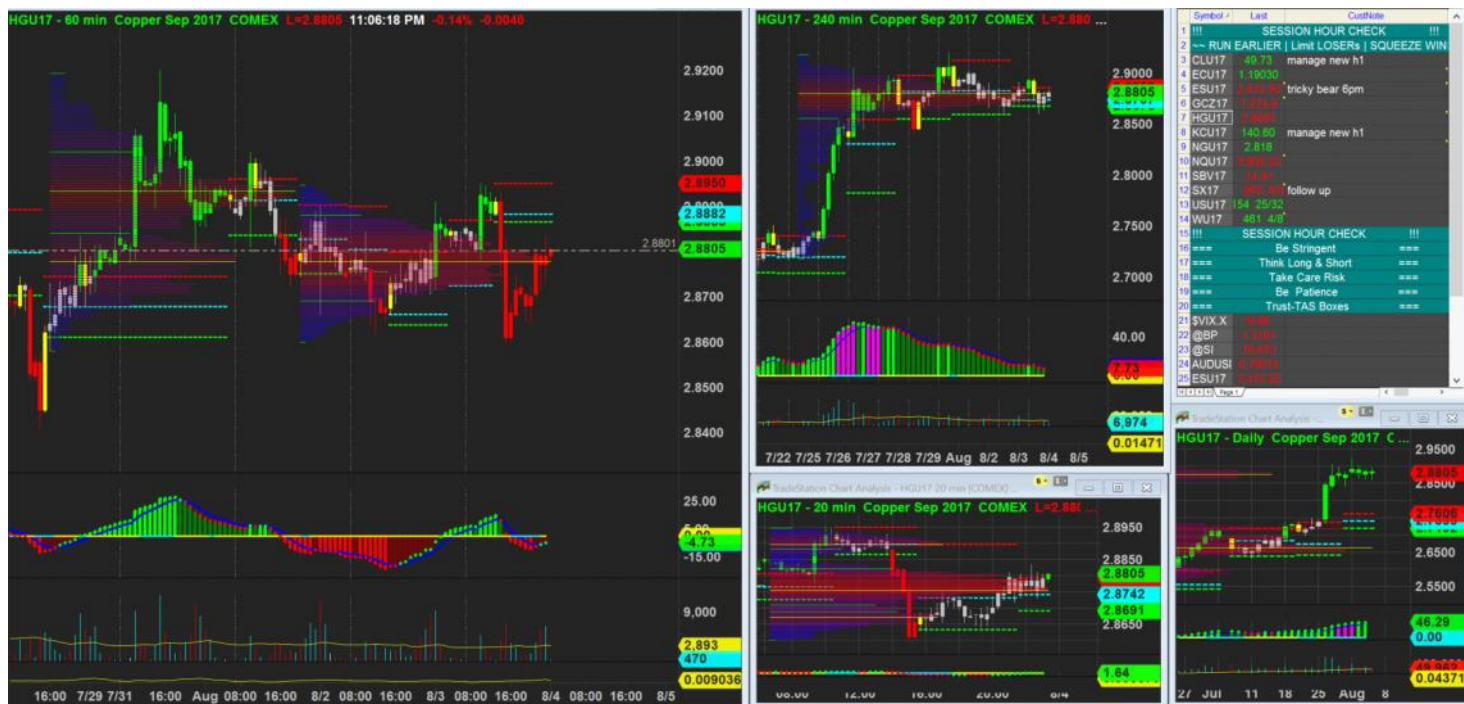 HGU17 - 60 min Copper Sep 2017 COMEX L=2.8805 11:06:18 PM -0.14% -0.0040
2.9200
2.9100
2.9000
2.8950
2.8882
2.8801
2.8805
2.8700
2.8600
2.8500
2.8400
25.00
-4.73
-15.00
9,000
2,893
470
0.009036
16:00 7/29 7/31 16:00 Aug 08:00 16:00 8/2 08:00 16:00 8/3 08:00 16:00 8/4 08:00 16:00 8/5
HGU17 - 240 min Copper Sep 2017 COMEX L=2.880 ...
2.9000
2.8805
2.8500
2.8000
2.7500
2.7000
40.00
7.73
6,974
0.01471
7/22 7/25 7/26 7/27 7/28 7/29 Aug 8/2 8/3 8/4 8/5
TradeStation Chart Analysis - HGU17 20 min [COMEX] ...
HGU17 - 20 min Copper Sep 2017 COMEX L=2.88 ...
2.8950
2.8850
2.8805
2.8742
2.8691
2.8650
1.64
12:00 16:00 20:00 8/4
Symbol Last CustNote
1 !!! SESSION HOUR CHECK !!!
2 ~~ RUN EARLIER | Limit LOSERs | SQUEEZE WIN
3 CLU17 49.73 manage new h1
4 ECU17 1.19030
5 ESU17 tricky bear 6pm
6 GCZ17
7 HGU17
8 KCU17 140.60 manage new h1
9 NGU17 2.818
10 NQU17
11 SBV17
12 SX17 follow up
13 USU17 154 25/32
14 WU17 461 4/8
15 !!! SESSION HOUR CHECK !!!
16 === Be Stringent ===
17 === Think Long & Short ===
18 === Take Care Risk ===
19 === Be Patience ===
20 === Trust-TAS Boxes ===
21 $VIX.X
22 @BP
23 @SI
24 AUDUSI
25 ESU17
Page 1
TradeStation Chart Analysis - ...
HGU17 - Daily Copper Sep 2017 C ...
2.9500
2.8805
2.8500
2.7606
2.6500
2.5500
46.29
0.00
0.04371
27 Jul 11 18 25 Aug 8